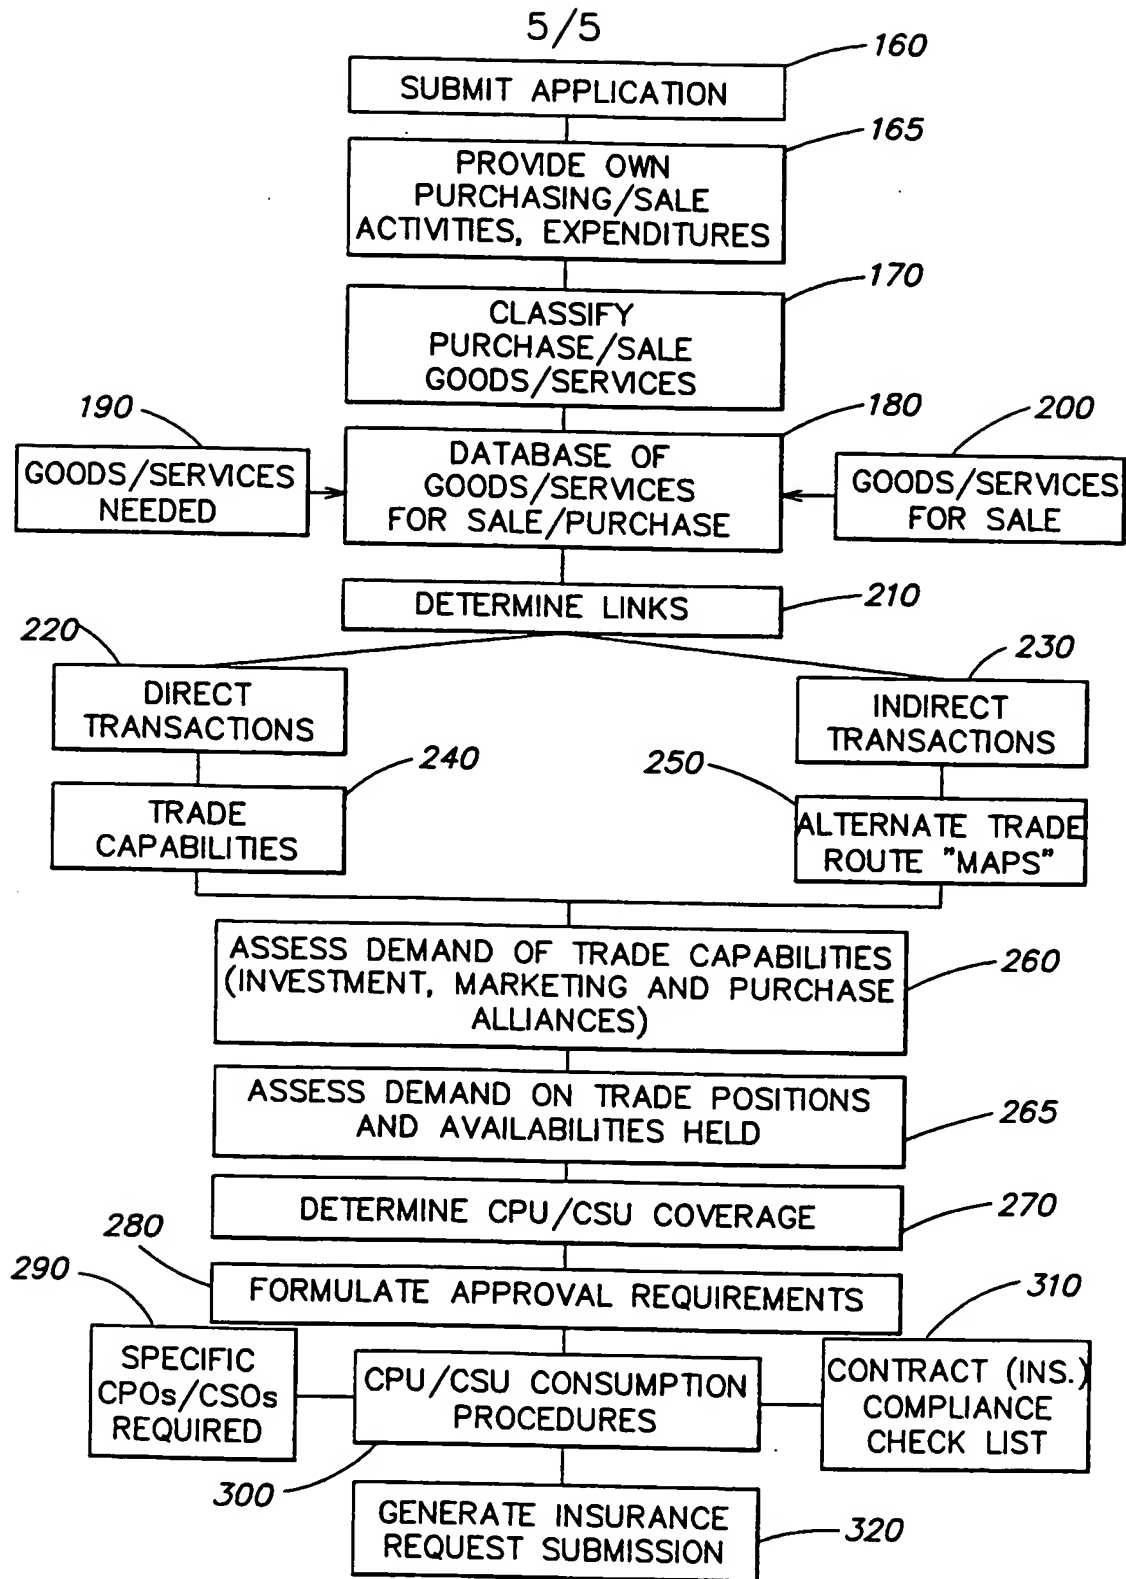 5/5
160
SUBMIT APPLICATION
165
PROVIDE OWN
PURCHASING/SALE
ACTIVITIES, EXPENDITURES
170
CLASSIFY
PURCHASE/SALE
GOODS/SERVICES
190
180
200
GOODS/SERVICES
NEEDED
DATABASE OF
GOODS/SERVICES
FOR SALE/PURCHASE
GOODS/SERVICES
FOR SALE
DETERMINE LINKS
210
220
230
DIRECT
TRANSACTIONS
INDIRECT
TRANSACTIONS
240
250
TRADE
CAPABILITIES
ALTERNATE TRADE
ROUTE "MAPS"
ASSESS DEMAND OF TRADE CAPABILITIES
(INVESTMENT, MARKETING AND PURCHASE
ALLIANCES)
260
ASSESS DEMAND ON TRADE POSITIONS
AND AVAILABILITIES HELD
265
DETERMINE CPU/CSU COVERAGE
270
280
FORMULATE APPROVAL REQUIREMENTS
290
310
SPECIFIC
CPOs/CSOs
REQUIRED
CPU/CSU CONSUMPTION
PROCEDURES
CONTRACT (INS.)
COMPLIANCE
CHECK LIST
300
GENERATE INSURANCE
REQUEST SUBMISSION
320